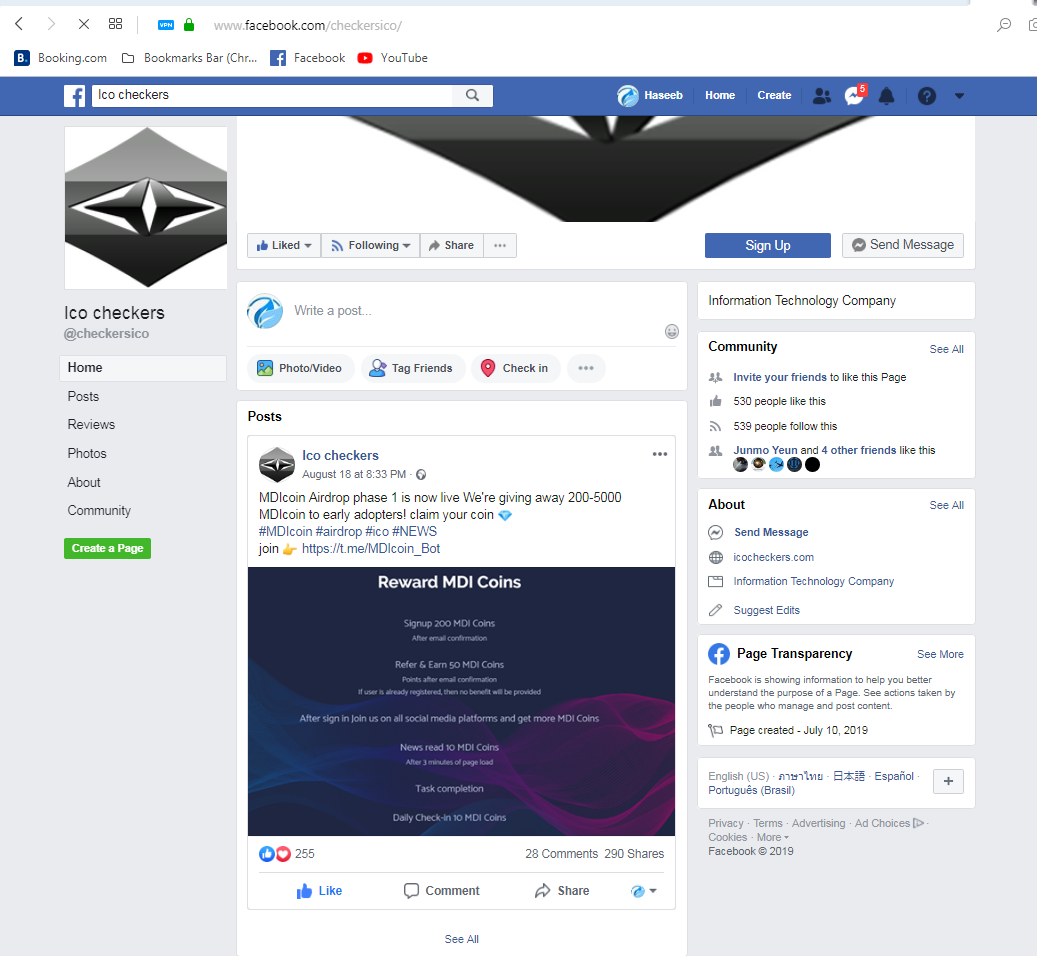 VPN
www.facebook.com/checkersico/
B. Booking.com Bookmarks Bar (Chr... Facebook YouTube
Ico checkers
Haseeb Home Create 5
Liked Following Share ...
Sign Up Send Message
Ico checkers
@checkersico
Home
Posts
Reviews
Photos
About
Community
Create a Page
Write a post...
Photo/Video Tag Friends Check in ...
Posts
Ico checkers
August 18 at 8:33 PM ·
MDIcoin Airdrop phase 1 is now live We're giving away 200-5000
MDIcoin to early adopters! claim your coin 💎
#MDIcoin #airdrop #ico #NEWS
join 👉 https://t.me/MDIcoin_Bot
Reward MDI Coins
Signup 200 MDI Coins
After email confirmation
Refer & Earn 50 MDI Coins
Points after email confirmation
If user is already registered, then no benefit will be provided
After sign in Join us on all social media platforms and get more MDI Coins
News read 10 MDI Coins
After 3 minutes of page load
Task completion
Daily Check-in 10 MDI Coins
255 28 Comments 290 Shares
Like Comment Share
See All
Information Technology Company
Community See All
Invite your friends to like this Page
530 people like this
539 people follow this
Junmo Yeun and 4 other friends like this
About See All
Send Message
icocheckers.com
Information Technology Company
Suggest Edits
Page Transparency See More
Facebook is showing information to help you better
understand the purpose of a Page. See actions taken by
the people who manage and post content.
Page created - July 10, 2019
English (US) · ภาษาไทย · 日本語 · Español ·
Português (Brasil)
+
Privacy · Terms · Advertising · Ad Choices ·
Cookies · More
Facebook © 2019